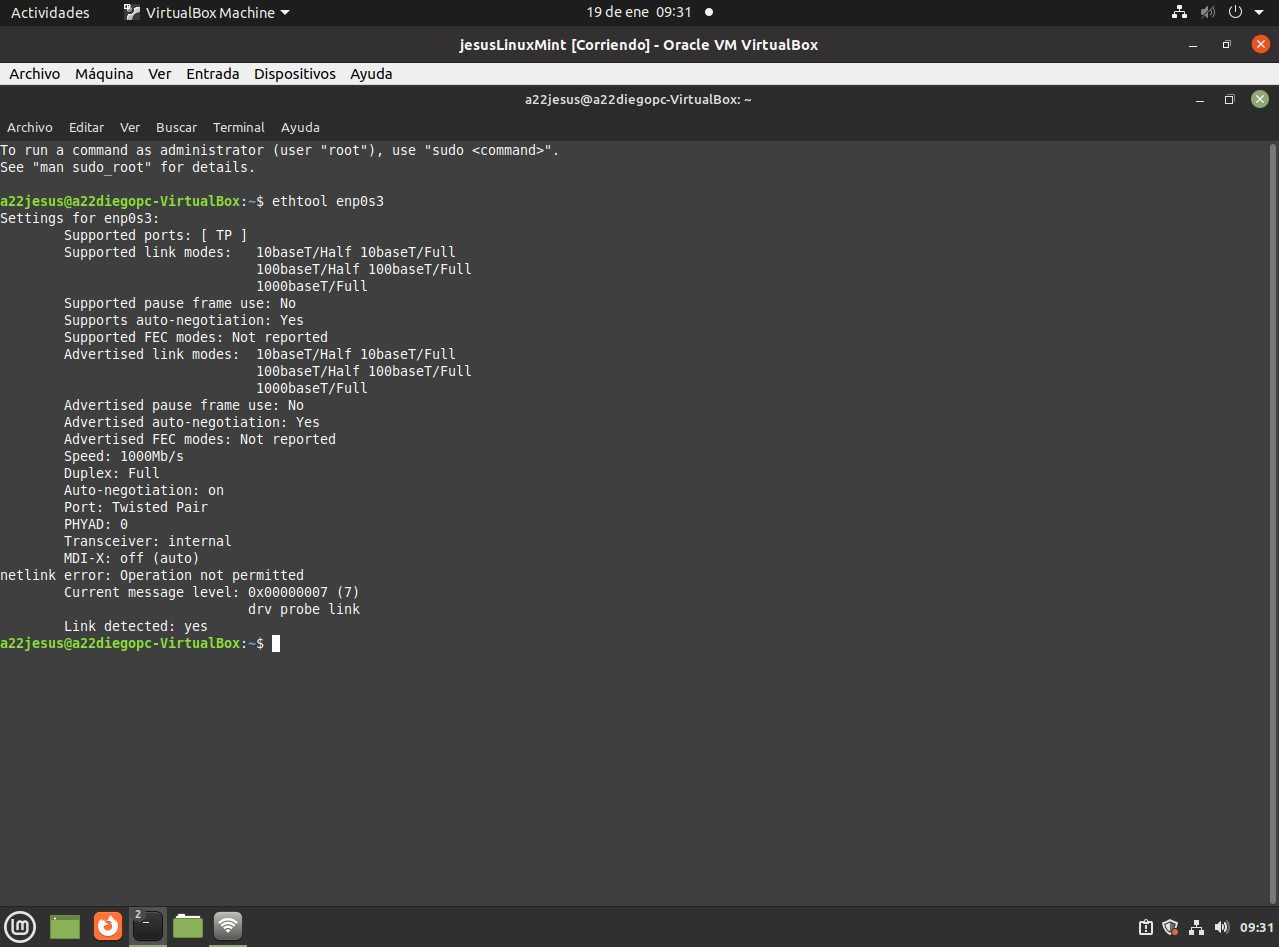 Actividades VirtualBox Machine 19 de ene 09:31
jesusLinuxMint [Corriendo] - Oracle VM VirtualBox
Archivo Máquina Ver Entrada Dispositivos Ayuda
a22jesus@a22diegopc-VirtualBox: ~
Archivo Editar Ver Buscar Terminal Ayuda
To run a command as administrator (user "root"), use "sudo <command>".
See "man sudo_root" for details.
a22jesus@a22diegopc-VirtualBox:~$ ethtool enp0s3
Settings for enp0s3:
Supported ports: [ TP ]
Supported link modes: 10baseT/Half 10baseT/Full
100baseT/Half 100baseT/Full
1000baseT/Full
Supported pause frame use: No
Supports auto-negotiation: Yes
Supported FEC modes: Not reported
Advertised link modes: 10baseT/Half 10baseT/Full
100baseT/Half 100baseT/Full
1000baseT/Full
Advertised pause frame use: No
Advertised auto-negotiation: Yes
Advertised FEC modes: Not reported
Speed: 1000Mb/s
Duplex: Full
Auto-negotiation: on
Port: Twisted Pair
PHYAD: 0
Transceiver: internal
MDI-X: off (auto)
netlink error: Operation not permitted
Current message level: 0x00000007 (7)
drv probe link
Link detected: yes
a22jesus@a22diegopc-VirtualBox:~$
2
09:31